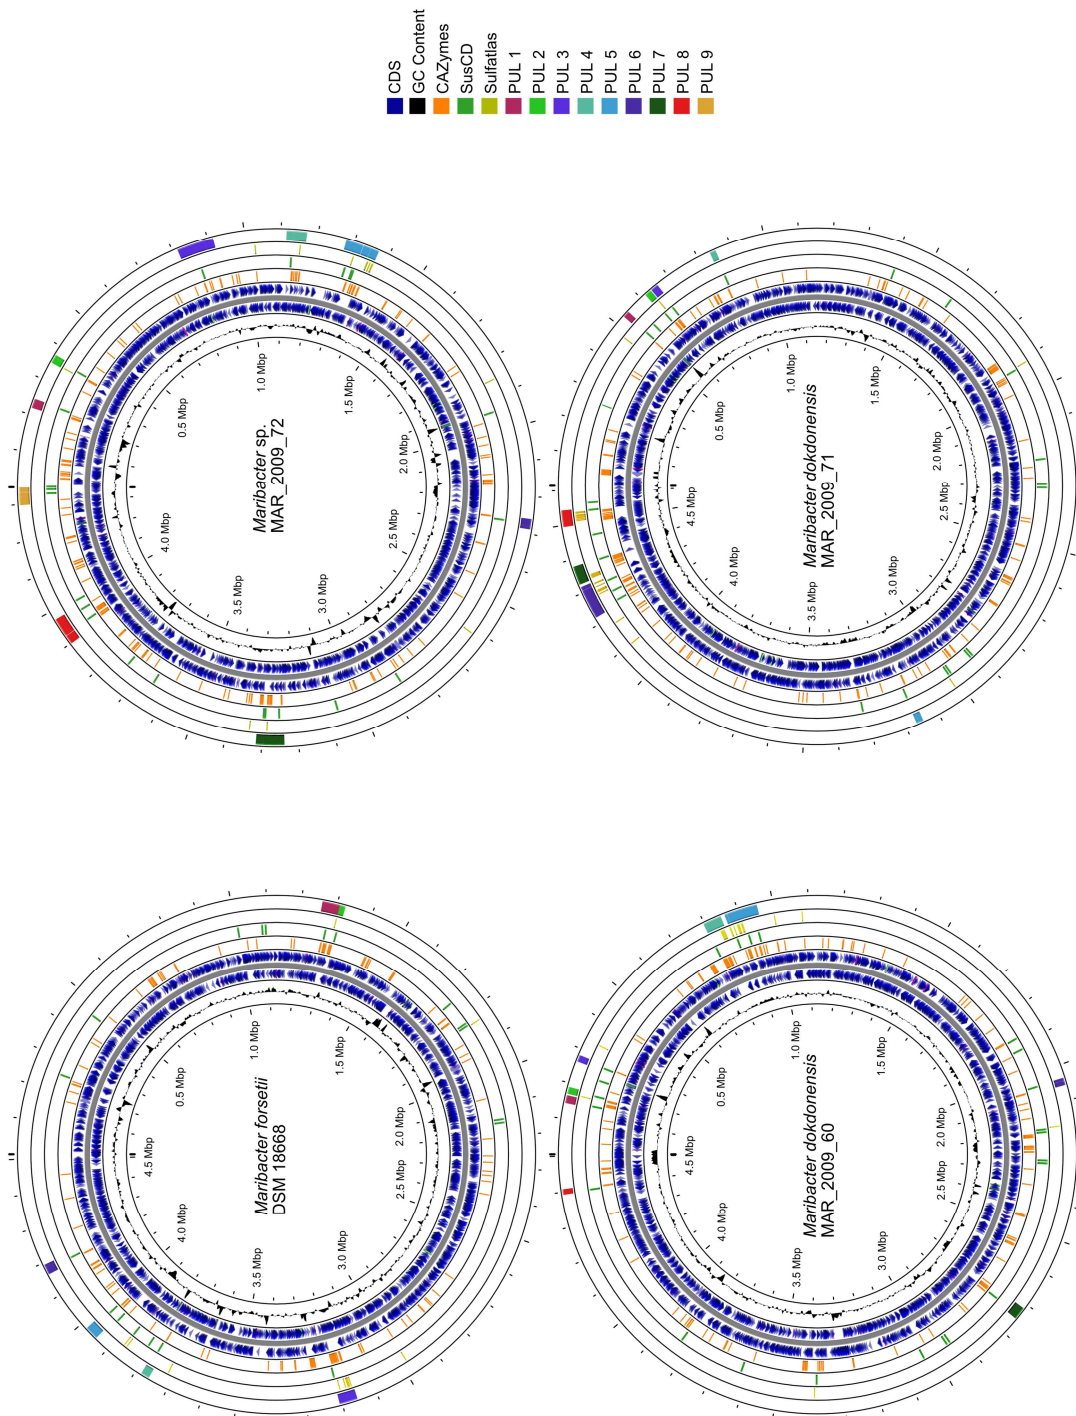 Maribacter forsetii
DSM 18668
0.5 Mbp
1.0 Mbp
1.5 Mbp
2.0 Mbp
2.5 Mbp
3.0 Mbp
3.5 Mbp
4.0 Mbp
4.5 Mbp
Maribacter sp.
MAR_2009_72
0.5 Mbp
1.0 Mbp
1.5 Mbp
2.0 Mbp
2.5 Mbp
3.0 Mbp
3.5 Mbp
4.0 Mbp
CDS
GC Content
CAZymes
SusCD
Sulfatlas
PUL 1
PUL 2
PUL 3
PUL 4
PUL 5
PUL 6
PUL 7
PUL 8
PUL 9
Maribacter dokdonensis
MAR_2009_60
0.5 Mbp
1.0 Mbp
1.5 Mbp
2.0 Mbp
2.5 Mbp
3.0 Mbp
3.5 Mbp
4.0 Mbp
4.5 Mbp
Maribacter dokdonensis
MAR_2009_71
0.5 Mbp
1.0 Mbp
1.5 Mbp
2.0 Mbp
2.5 Mbp
3.0 Mbp
3.5 Mbp
4.0 Mbp
4.5 Mbp